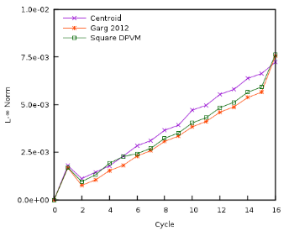 1.0e-02
Centroid
Garg 2012
Square DPVM
7.5e-03
5.0e-03
2.5e-03
0.0e+00
L-∞ Norm
0 2 4 6 8 10 12 14 16
Cycle